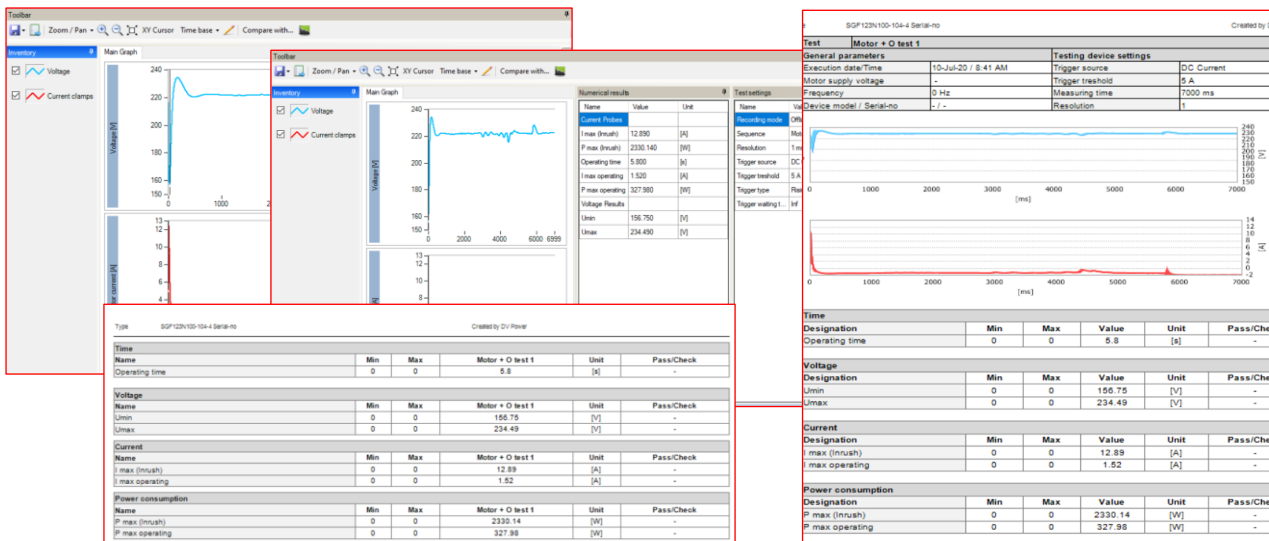 Toolbar
Zoom / Pan XY Cursor Time base Compare with...
Inventory
Voltage
Current clamps
Main Graph
Voltage [V]
240
220
200
180
160
150
0 1000
13
12
10
8
6
4
Toolbar
Zoom / Pan XY Cursor Time base Compare with...
Inventory
Voltage
Current clamps
Main Graph
Voltage [V]
240
220
200
180
160
150
0 2000 4000 6000 6999
13
12
10
8
Numerical results
Name Value Unit
Current Probes
I max (Inrush) 12.890 [A]
P max (Inrush) 2330.140 [W]
Operating time 5.800 [s]
I max operating 1.520 [A]
P max operating 327.980 [W]
Voltage Results
Umin 156.750 [V]
Umax 234.490 [V]
Test settings
Name
Recording mode
Sequence
Resolution
Trigger source DC
Trigger treshold 5 A
Trigger type
Trigger waiting t... Inf
Type SGF123N100-104-4 Serial-no Created by DV Power
Time
Name Min Max Motor + O test 1 Unit Pass/Check
Operating time 0 0 5.8 [s] -
Voltage
Name Min Max Motor + O test 1 Unit Pass/Check
Umin 0 0 156.75 [V] -
Umax 0 0 234.49 [V] -
Current
Name Min Max Motor + O test 1 Unit Pass/Check
I max (Inrush) 0 0 12.89 [A] -
I max operating 0 0 1.52 [A] -
Power consumption
Name Min Max Motor + O test 1 Unit Pass/Check
P max (Inrush) 0 0 2330.14 [W] -
P max operating 0 0 327.98 [W] -
SGF123N100-104-4 Serial-no Created by
Test Motor + O test 1
General parameters Testing device settings
Execution date/Time 10-Jul-20 / 8:41 AM Trigger source DC Current
Motor supply voltage - Trigger treshold 5 A
Frequency 0 Hz Measuring time 7000 ms
Device model / Serial-no - / - Resolution 1
240
230
220
210
200
190
180
170
160
150
[V]
0 1000 2000 3000 4000 5000 6000 7000
[ms]
14
12
10
8
6
4
2
0
-2
[A]
0 1000 2000 3000 4000 5000 6000 7000
[ms]
Time
Designation Min Max Value Unit Pass/Che
Operating time 0 0 5.8 [s] -
Voltage
Designation Min Max Value Unit Pass/Che
Umin 0 0 156.75 [V] -
Umax 0 0 234.49 [V] -
Current
Designation Min Max Value Unit Pass/Che
I max (Inrush) 0 0 12.89 [A] -
I max operating 0 0 1.52 [A] -
Power consumption
Designation Min Max Value Unit Pass/Che
P max (Inrush) 0 0 2330.14 [W] -
P max operating 0 0 327.98 [W] -